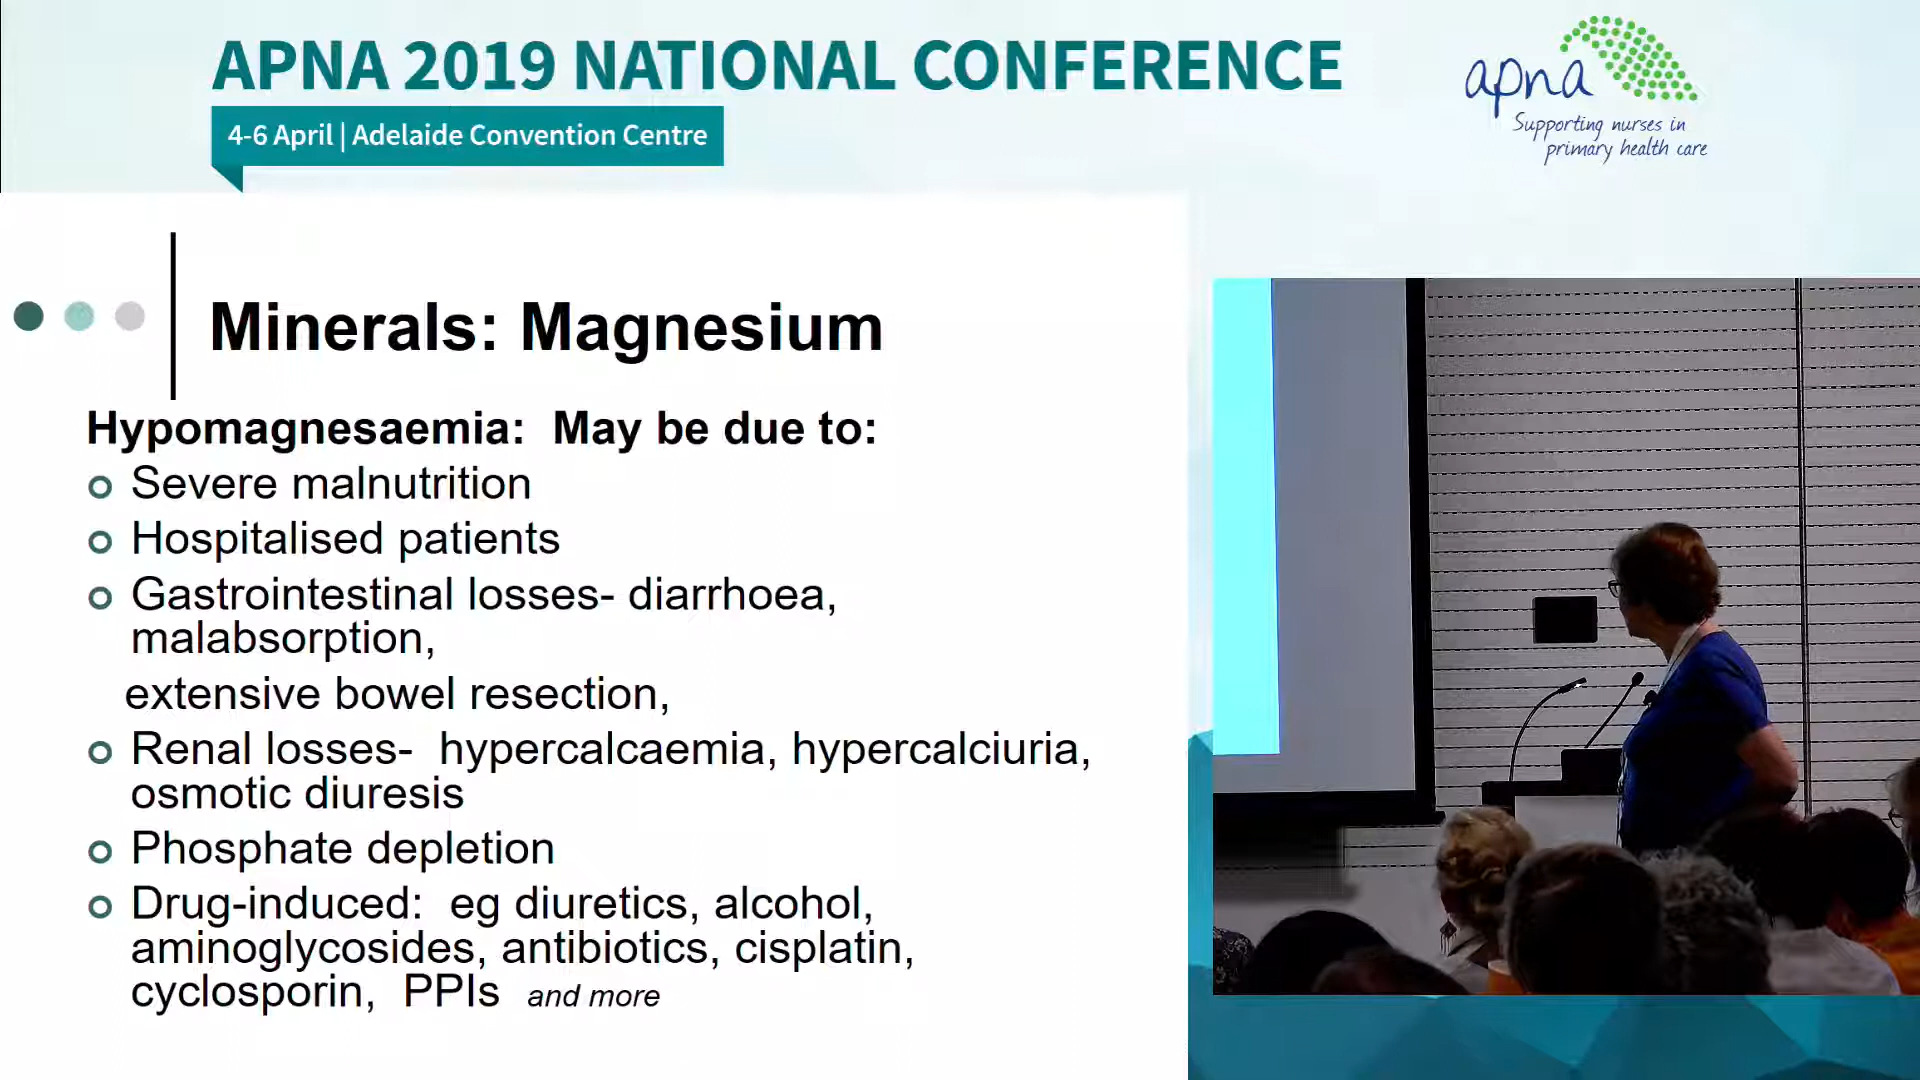 APNA 2019 NATIONAL CONFERENCE
4-6 April | Adelaide Convention Centre
apna
Supporting nurses in
primary health care
Minerals: Magnesium
Hypomagnesaemia: May be due to:
Severe malnutrition
Hospitalised patients
Gastrointestinal losses- diarrhoea,
malabsorption,
extensive bowel resection,
Renal losses- hypercalcaemia, hypercalciuria,
osmotic diuresis
Phosphate depletion
Drug-induced: eg diuretics, alcohol,
aminoglycosides, antibiotics, cisplatin,
cyclosporin, PPIs and more